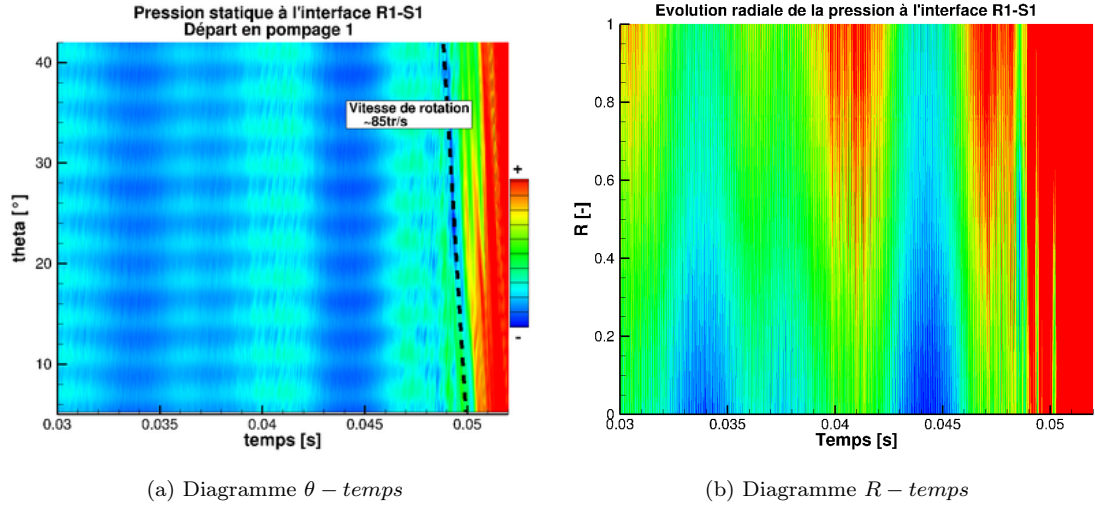 Pression statique à l'interface R1-S1
Départ en pompage 1
Vitesse de rotation
~85tr/s
theta [°]
40
30
20
10
0.03
0.035
0.04
0.045
0.05
temps [s]
+
-
(a) Diagramme θ − temps
Evolution radiale de la pression à l'interface R1-S1
R [-]
1
0.8
0.6
0.4
0.2
0
0.03
0.035
0.04
0.045
0.05
Temps [s]
(b) Diagramme R − temps